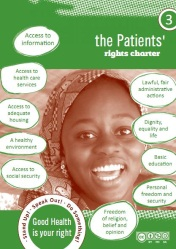 3
the Patients'
rights charter
Access to
information
Access to
health care
services
Access to
adequate
housing
A healthy
environment
Access to
social security
Lawful, fair
administrative
actions
Dignity,
equality and
life
Basic
education
Personal
freedom and
security
Freedom
of religion,
belief and
opinion
Stand Up! Speak Out! Do Something!
Good Health
is your right